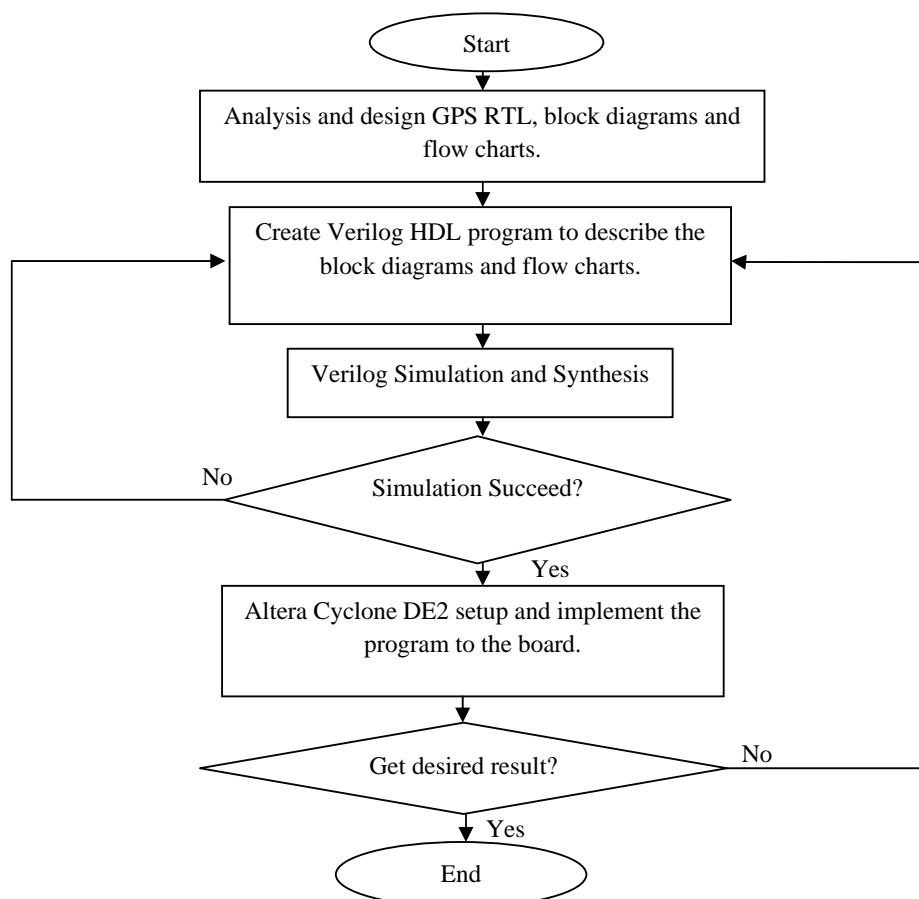 Start
Analysis and design GPS RTL, block diagrams and
flow charts.
Create Verilog HDL program to describe the
block diagrams and flow charts.
Verilog Simulation and Synthesis
No
Simulation Succeed?
Yes
Altera Cyclone DE2 setup and implement the
program to the board.
No
Get desired result?
Yes
End